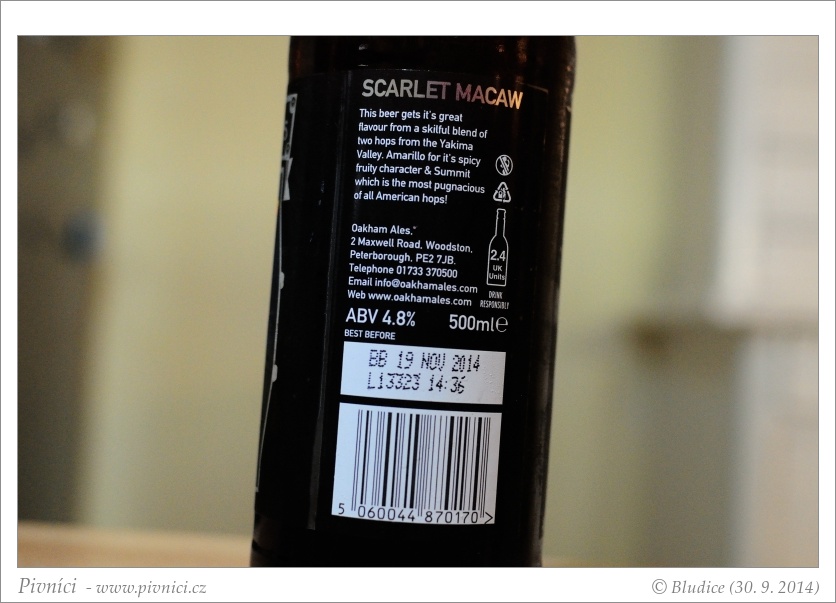 SCARLET MACAW
This beer gets it's great
flavour from a skilful blend of
two hops from the Yakima
Valley. Amarillo for it's spicy
fruity character & Summit
which is the most pugnacious
of all American hops!
Oakham Ales.
2 Maxwell Road, Woodston,
Peterborough, PE2 7JB.
Telephone 01733 370500
Email info@oakhamales.com
Web www.oakhamales.com
2.4
UK
Units
DRINK
RESPONSIBLY
ABV 4.8% 500ml℮
BEST BEFORE
BB 19 NOV 2014
L13323 14:36
5 060044 870170 >
Pivníci - www.pivnici.cz
© Bludice (30. 9. 2014)